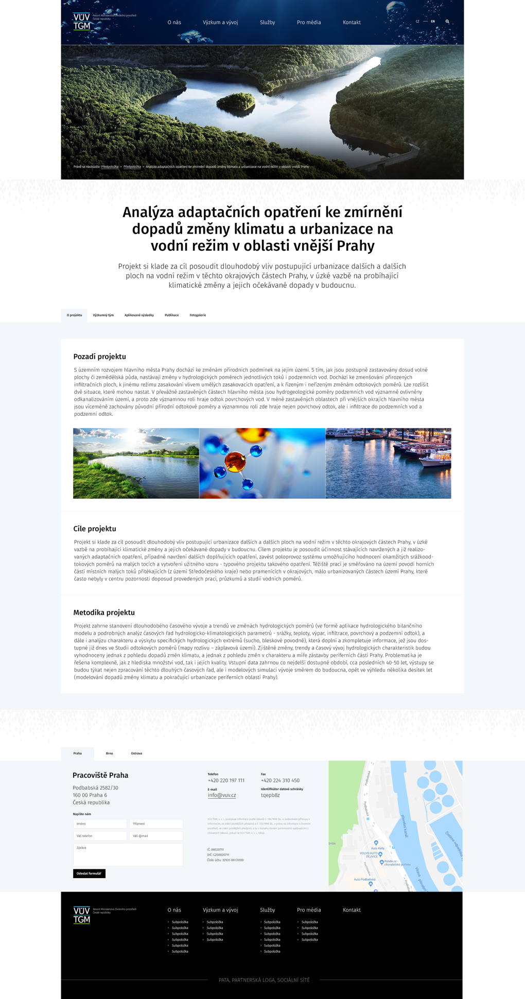 VÚV
TGM
Resort Ministerstva životního prostředí
České republiky
O nás
Výzkum a vývoj
Služby
Pro média
Kontakt
CZ
EN
Právě se nacházíte: Předpoložka > Předpoložka > Analýza adaptačních opatření ke zmírnění dopadů změny klimatu a urbanizace na vodní režim v oblasti vnější Prahy
Analýza adaptačních opatření ke zmírnění
dopadů změny klimatu a urbanizace na
vodní režim v oblasti vnější Prahy
Projekt si klade za cíl posoudit dlouhodobý vliv postupující urbanizace dalších a dalších
ploch na vodní režim v těchto okrajových částech Prahy, v úzké vazbě na probíhající
klimatické změny a jejich očekávané dopady v budoucnu.
O projektu
Výzkumný tým
Aplikované výsledky
Publikace
Fotogalerie
Pozadí projektu
S územním rozvojem hlavního města Prahy dochází ke změnám přírodních podmínek na jejím území. S tím, jak jsou postupně zastavovány dosud volné
plochy či zemědělská půda, nastávají změny v hydrologických poměrech jednotlivých toků i podzemních vod. Dochází ke zmenšování přirozených
infiltračních ploch, k jinému režimu zasakování vlivem umělých zasakovacích opatření, a k řízeným i neřízeným změnám odtokových poměrů. Lze rozlišit
dvě situace, které mohou nastat. V převážně zastavěných částech hlavního města jsou hydrogeologické poměry podzemních vod významně ovlivněny
odkanalizováním území, a proto zde významnou roli hraje odtok povrchových vod. V méně zastavěných oblastech při vnějších okrajích hlavního města
jsou víceméně zachovány původní přírodní odtokové poměry a významnou roli zde hraje nejen povrchový odtok, ale i infiltrace do podzemních vod a
podzemní odtok.
Cíle projektu
Projekt si klade za cíl posoudit dlouhodobý vliv postupující urbanizace dalších a dalších ploch na vodní režim v těchto okrajových částech Prahy, v úzké
vazbě na probíhající klimatické změny a jejich očekávané dopady v budoucnu. Cílem projektu je posoudit účinnost stávajících navržených a již realizo-
vaných adaptačních opatření, případně navržení dalších doplňujících opatření, zavést poloprovoz systému umožňujícího hodnocení okamžitých srážkood-
tokových poměrů na malých tocích a vytvoření užitného vzoru - typového projektu takového opatření. Těžiště prací je směřováno na území povodí horních
částí místních malých toků přitékajících (z území Středočeského kraje) nebo pramenících v okrajových, málo urbanizovaných částech území Prahy, které
často nebyly v centru pozornosti doposud provedených prací, průzkumů a studií vodních poměrů.
Metodika projektu
Projekt zahrne stanovení dlouhodobého časového vývoje a trendů ve změnách hydrologických poměrů (ve formě aplikace hydrologického bilančního
modelu a podrobných analýz časových řad hydrologicko-klimatologických parametrů - srážky, teploty, výpar, infiltrace, povrchový a podzemní odtok), a
dále i analýzu charakteru a výskytu specifických hydrologických extrémů (sucho, bleskové povodně), která doplní a zkompletuje informace, jež jsou dos-
tupné již dnes ve Studii odtokových poměrů (mapy rozlivu – záplavová území). Zjištěné změny, trendy a časový vývoj hydrologických charakteristik budou
vyhodnoceny jednak z pohledu dopadů změn klimatu, a jednak z pohledu změn v charakteru a míře zástavby periferních částí Prahy. Problematika je
řešena komplexně, jak z hlediska množství vod, tak i jejich kvality. Vstupní data zahrnou co nejdelší dostupné období, cca posledních 40-50 let, výstupy se
budou týkat nejen zpracování těchto dlouhých časových řad, ale i modelových simulací vývoje směrem do budoucna, opět ve výhledu několika desítek let
(modelování dopadů změny klimatu a pokračující urbanizace periferních oblastí Prahy).
Praha
Brno
Ostrava
Pracoviště Praha
Podbabská 2582/30
160 00 Praha 6
Česká republika
Telefon
+420 220 197 111
Fax
+420 224 310 450
E-mail
info@vuv.cz
Identifikátor datové schránky
tqepb8z
Napište nám
Jméno
Příjmení
Váš telefon
Váš @mail
Zpráva
Odeslat formulář
VÚV TGM, v. v. i., poskytuje informace podle zákonů č. 106/1999 Sb., o svobodném přístupu k
informacím, ve znění pozdějších předpisů a č. 123/1998 Sb., o právu na informace o životním
prostředí, ve znění pozdějších předpisů, a to v rozsahu daném povinnostmi vyplývajícími z
citovaných zákonů, pokud se VÚV TGM, v. v. i., týkají.
IČ: 00020711
DIČ: CZ00020711
Číslo účtu: 32931-061/0100
Podbabská
Podbabská
plavební kanál
Čistírna odpadních
BABA
Auto Kelly
VOLVO AUTO
DEJVICE
Ronda.cz -
chovatelské potřeby
Pod Paťankou
Auto Podbabská
Vltava
plavební
Podbabská
VÚV
TGM
Resort Ministerstva životního prostředí
České republiky
O nás
Subpoložka
Subpoložka
Subpoložka
Subpoložka
Subpoložka
Subpoložka
Výzkum a vývoj
Subpoložka
Subpoložka
Subpoložka
Subpoložka
Služby
Subpoložka
Subpoložka
Subpoložka
Subpoložka
Subpoložka
Subpoložka
Pro média
Subpoložka
Subpoložka
Subpoložka
Subpoložka
Kontakt
PATA, PARTNERSKÁ LOGA, SOCIÁLNÍ SÍTĚ